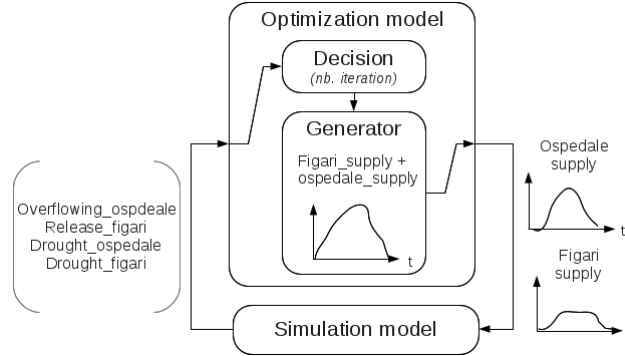 Optimization model
Decision
(nb. iteration)
Generator
Figari_supply +
ospedale_supply
t
Overflowing_ospdeale
Release_figari
Drought_ospedale
Drought_figari
Ospedale
supply
t
Figari
supply
t
Simulation model